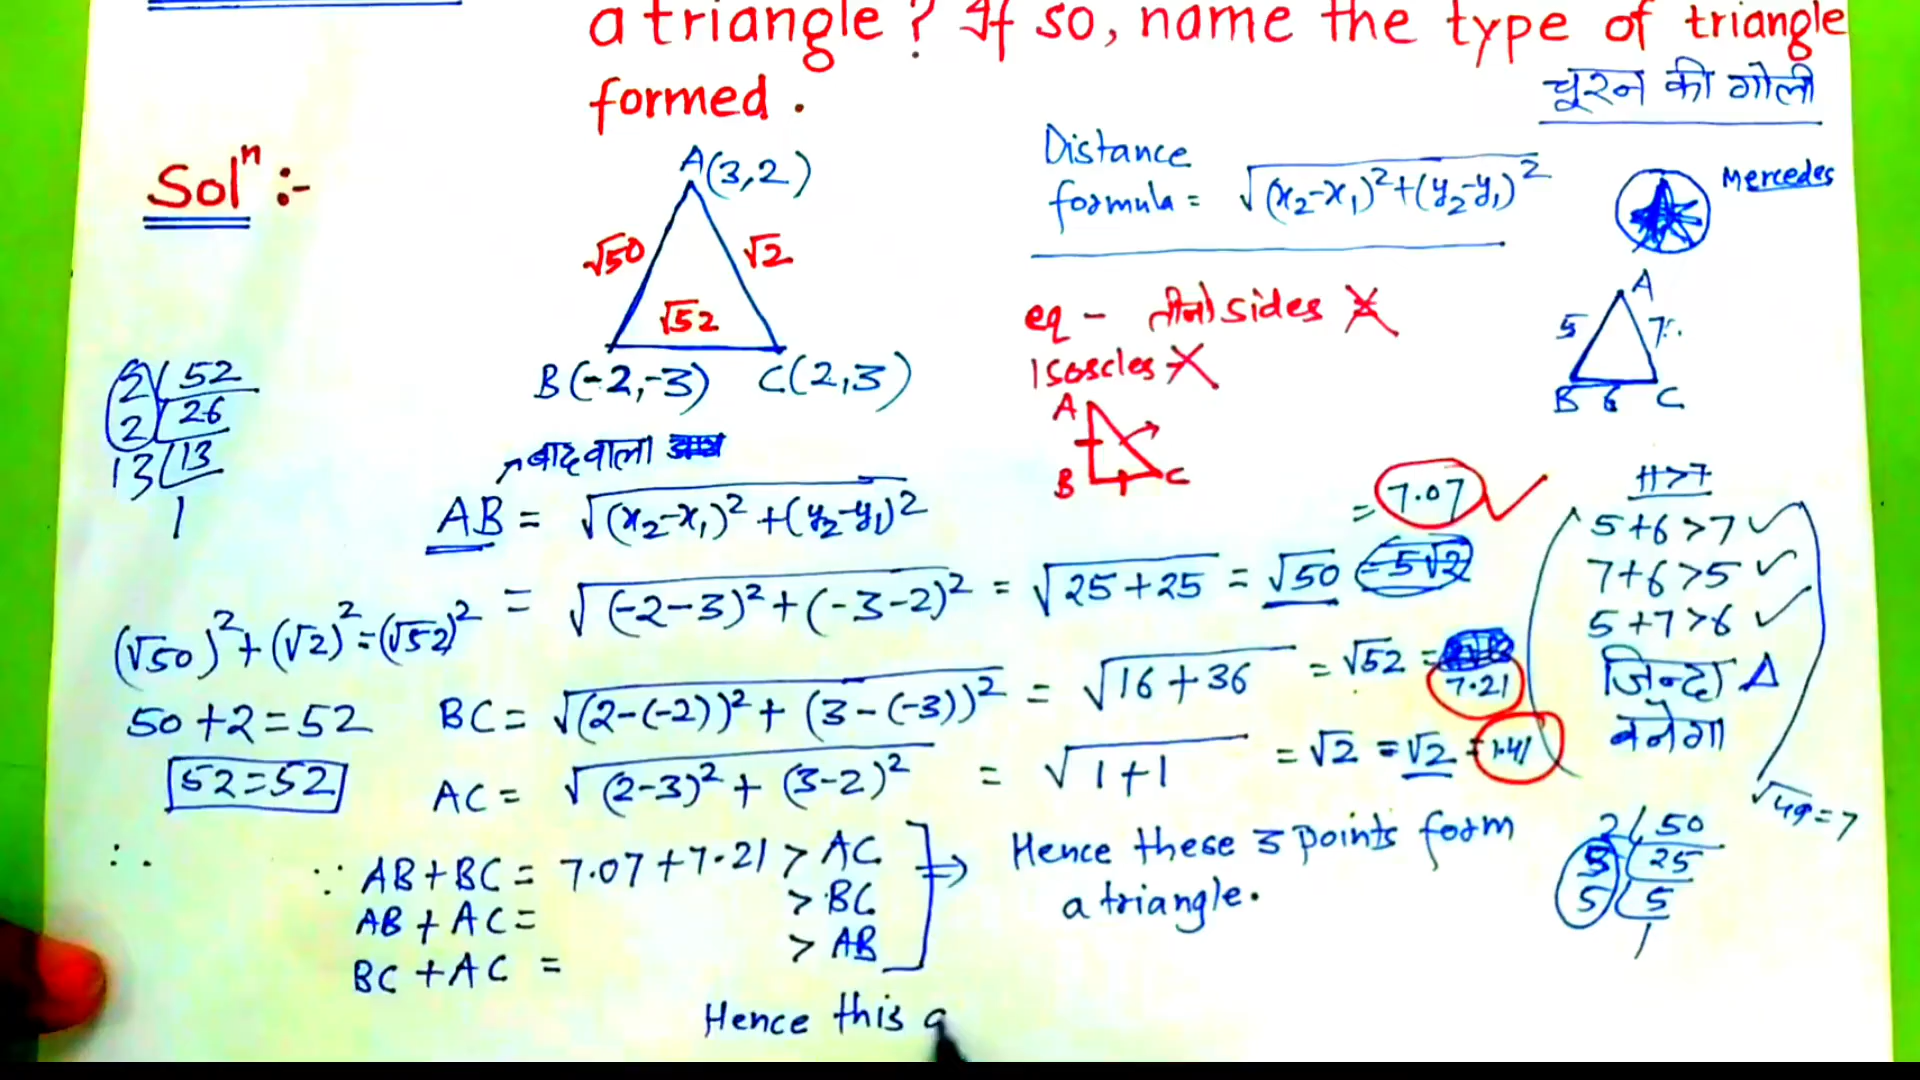 a triangle? If so, name the type of triangle
formed.
चूरन की गोली
Solⁿ :-
A(3,2)
√50
√2
√52
B(-2,-3) C(2,3)
Distance
formula = √(x₂-x₁)²+(y₂-y₁)²
Mercedes
eq - तीनो sides
Isoscles
A
B
C
A
5
7
B 6 C
2 52
2 26
13 13
1
बाद वाला
AB = √(x₂-x₁)²+(y₂-y₁)²
= √(-2-3)²+(-3-2)² = √25+25 = √50 = 5√2
= 7.07
BC = √(2-(-2))²+(3-(-3))² = √16+36 = √52 =
7.21
AC = √(2-3)²+(3-2)² = √1+1 = √2 = √2 = 1.41
(√50)²+(√2)²=(√52)²
50+2=52
52=52
11>7
5+6>7
7+6>5
5+7>6
जिन्दा Δ
बनेगा
√49=7
2 50
5 25
5 5
1
∴
∵ AB+BC = 7.07+7.21 > AC
AB+AC = > BC
BC+AC = > AB
⇒ Hence these 3 points form
a triangle.
Hence this